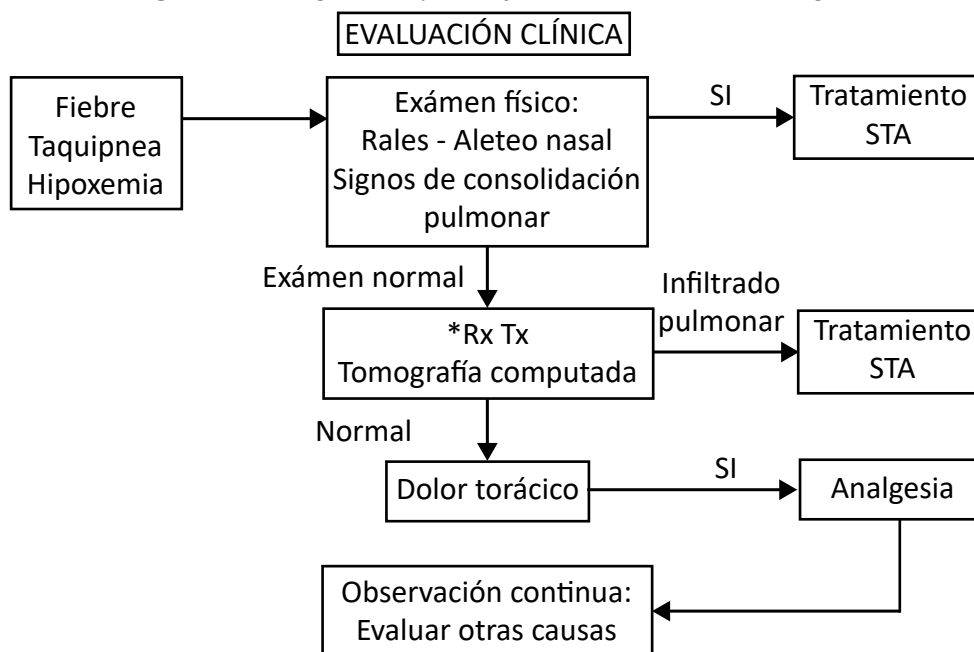 EVALUACIÓN CLÍNICA
Fiebre
Taquipnea
Hipoxemia
Exámen físico:
Rales - Aleteo nasal
Signos de consolidación
pulmonar
SI
Tratamiento
STA
Exámen normal
*Rx Tx
Tomografía computada
Infiltrado
pulmonar
Tratamiento
STA
Normal
Dolor torácico
SI
Analgesia
Observación continua:
Evaluar otras causas